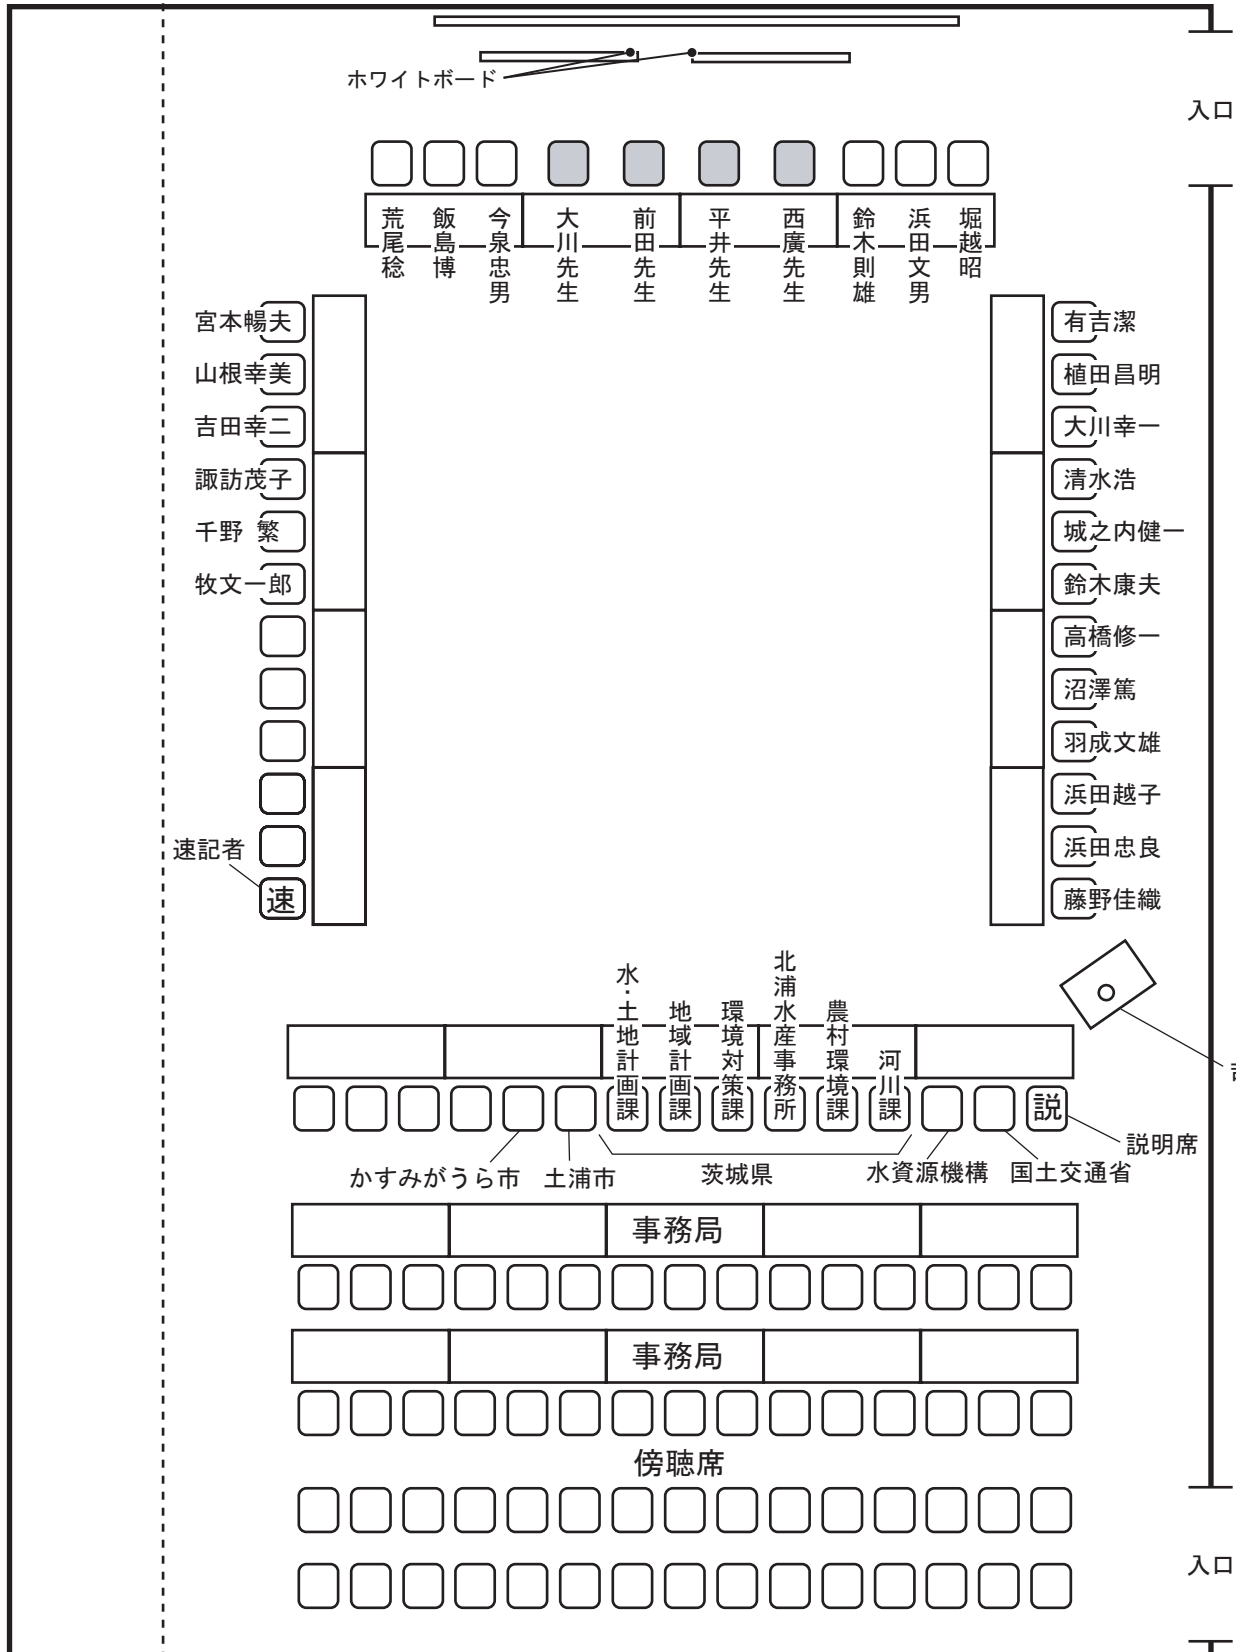 ホワイトボード
入口
荒尾稔
飯島博
今泉忠男
大川先生
前田先生
平井先生
西廣先生
鈴木則雄
浜田文男
堀越昭
宮本暢夫
山根幸美
吉田幸二
諏訪茂子
千野 繁
牧文一郎
速記者
速
有吉潔
植田昌明
大川幸一
清水浩
城之内健一
鈴木康夫
高橋修一
沼澤篤
羽成文雄
浜田越子
浜田忠良
藤野佳織
水・土地計画課
地域計画課
環境対策課
北浦水産事務所
農村環境課
河川課
説
説明席
かすみがうら市
土浦市
茨城県
水資源機構
国土交通省
事務局
事務局
傍聴席
入口